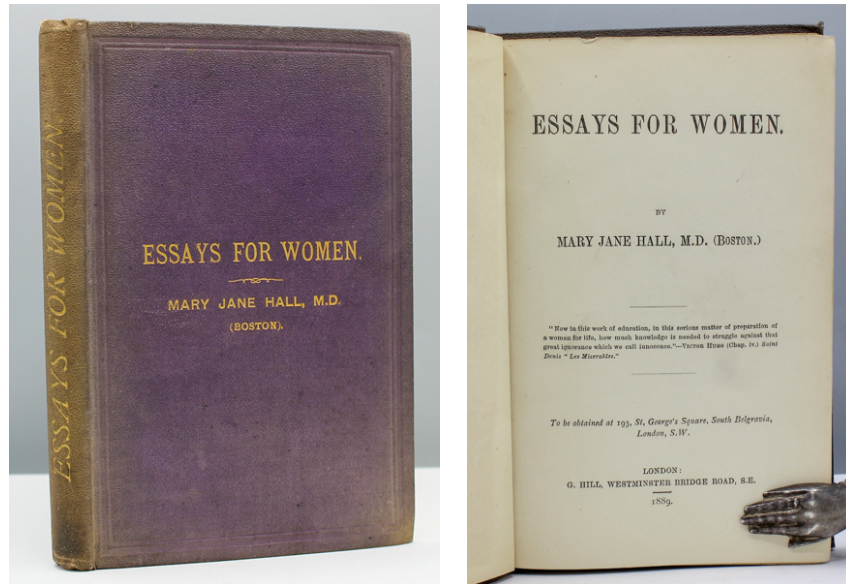 ESSAYS FOR WOMEN
ESSAYS FOR WOMEN.
MARY JANE HALL, M.D.
(BOSTON).
ESSAYS FOR WOMEN.
BY
MARY JANE HALL, M.D. (BOSTON.)
"Now in this work of education, in this serious matter of preparation of
a woman for life, how much knowledge is needed to struggle against that
great ignorance which we call innocence."—VICTOR HUGO (Chap. iv.) Saint
Denis "Les Miserables."
To be obtained at 193, St, George's Square, South Belgravia,
London, S.W.
LONDON:
G. HILL, WESTMINSTER BRIDGE ROAD, S.E.
1889.